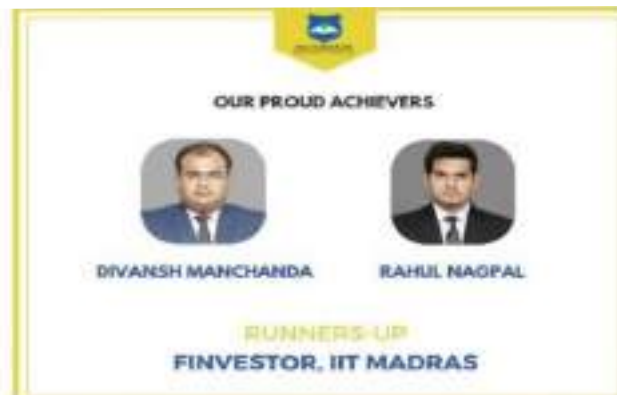 OUR PROUD ACHIEVERS
DIVANSH MANCHANDA
RAHUL NAGPAL
RUNNERS-UP
FINVESTOR, IIT MADRAS